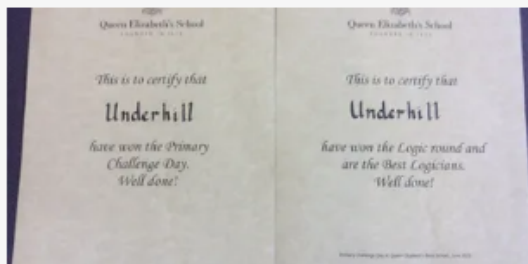 Queen Elizabeth's School
This is to certify that
Underhill
have won the Primary
Challenge Day.
Well done!
Queen Elizabeth's School
This is to certify that
Underhill
have won the Logic round and
are the Best Logicians.
Well done!